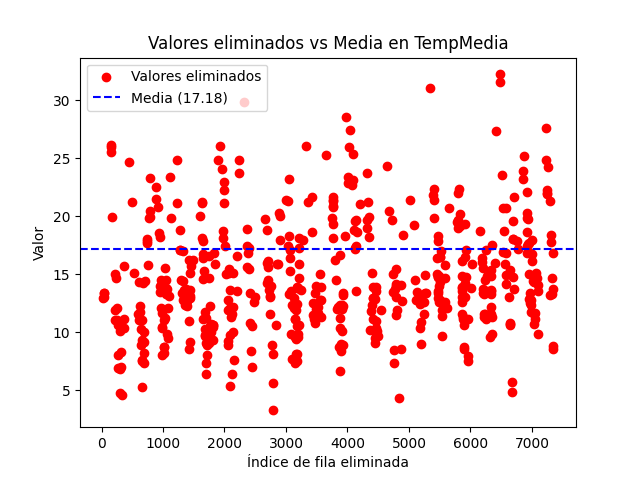 Valores eliminados vs Media en TempMedia
Valores eliminados
Media (17.18)
Valor
30
25
20
15
10
5
0 1000 2000 3000 4000 5000 6000 7000
Índice de fila eliminada